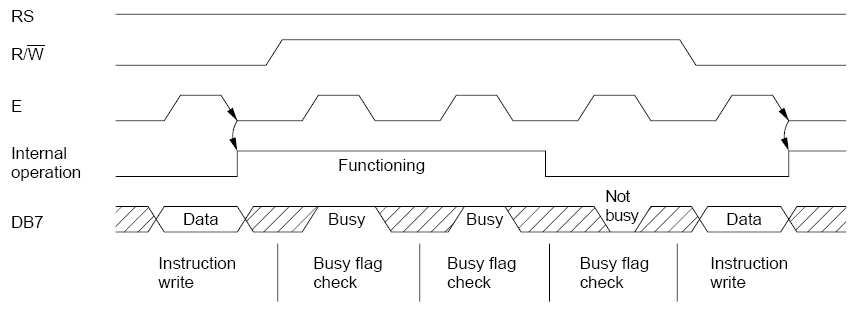 RS
R/W̅
E
Internal
operation
Functioning
DB7
Data
Busy
Busy
Not
busy
Data
Instruction
write
Busy flag
check
Busy flag
check
Busy flag
check
Instruction
write